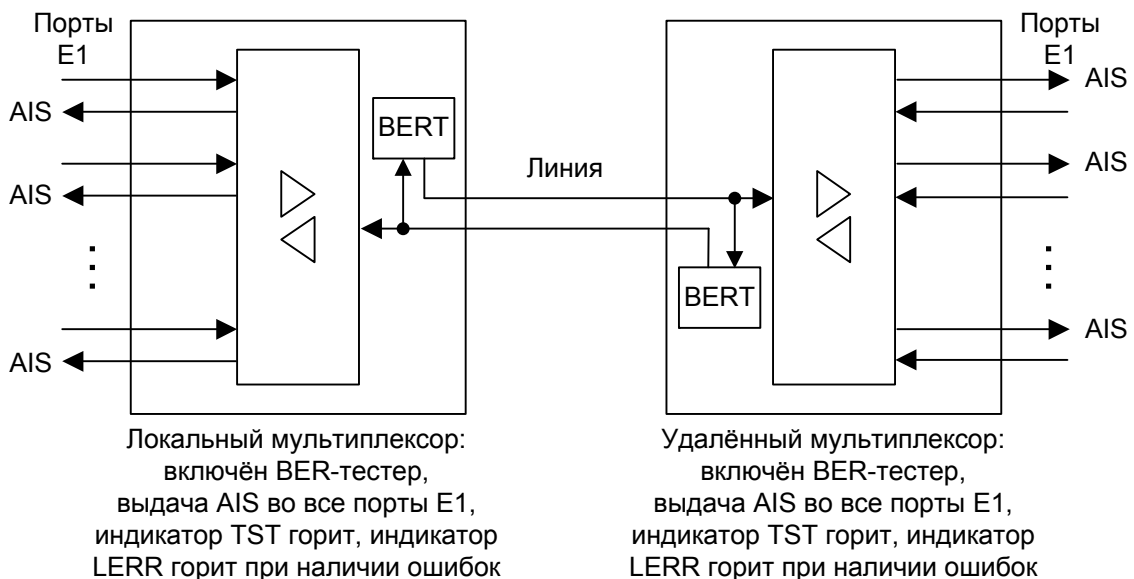 Порты
E1
Порты
E1
AIS
AIS
BERT
Линия
AIS
AIS
BERT
AIS
AIS
Локальный мультиплексор:
включён BER-тестер,
выдача AIS во все порты E1,
индикатор TST горит, индикатор
LERR горит при наличии ошибок
Удалённый мультиплексор:
включён BER-тестер,
выдача AIS во все порты E1,
индикатор TST горит, индикатор
LERR горит при наличии ошибок